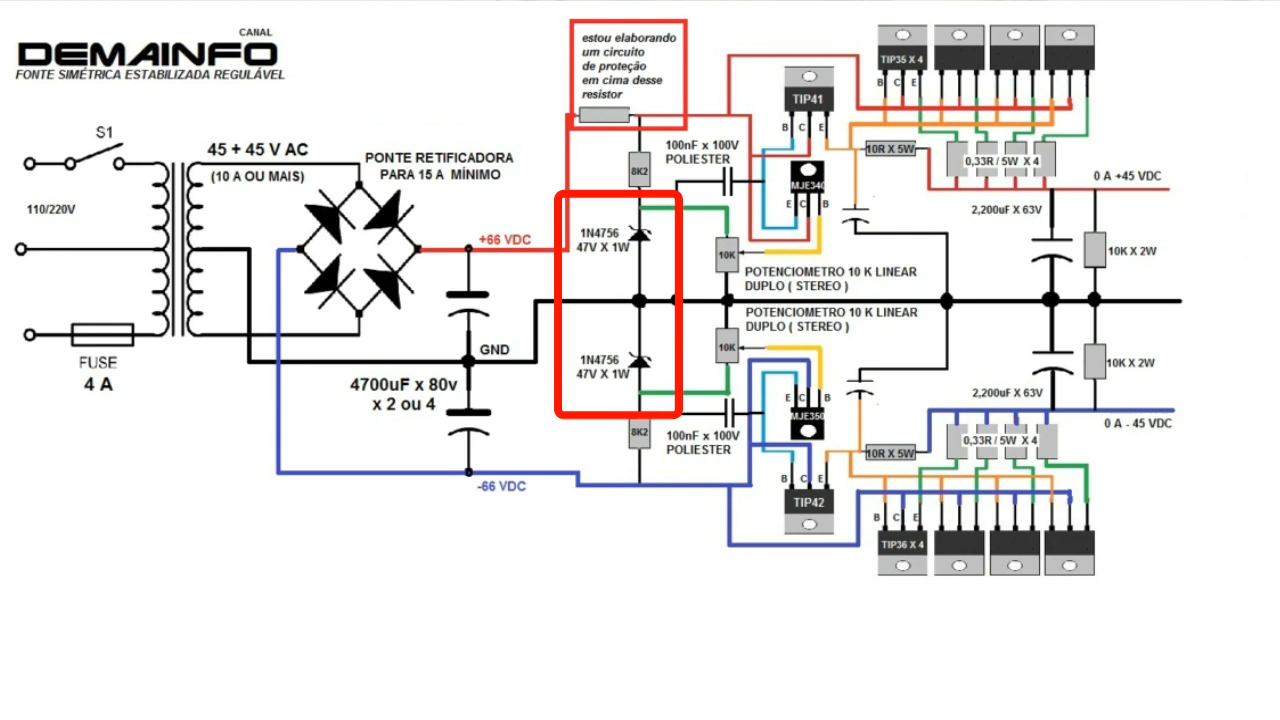 CANAL
DEMAINFO
FONTE SIMÉTRICA ESTABILIZADA REGULÁVEL
estou elaborando
um circuito
de proteção
em cima desse
resistor
S1
110/220V
FUSE
4 A
45 + 45 V AC
(10 A OU MAIS)
PONTE RETIFICADORA
PARA 15 A MÍNIMO
+66 VDC
GND
4700uF x 80v
x 2 ou 4
-66 VDC
8K2
1N4756
47V X 1W
1N4756
47V X 1W
8K2
100nF x 100V
POLIESTER
10K
POTENCIOMETRO 10 K LINEAR
DUPLO ( STEREO )
POTENCIOMETRO 10 K LINEAR
DUPLO ( STEREO )
10K
100nF x 100V
POLIESTER
TIP41
B C E
MJE340
E C B
E C B
MJE350
B C E
TIP42
TIP35 X 4
B C E
10R X 5W
0,33R / 5W X 4
0 A +45 VDC
2,200uF X 63V
10K X 2W
10K X 2W
2,200uF X 63V
0 A - 45 VDC
10R X 5W
0,33R / 5W X 4
B C E
TIP36 X 4